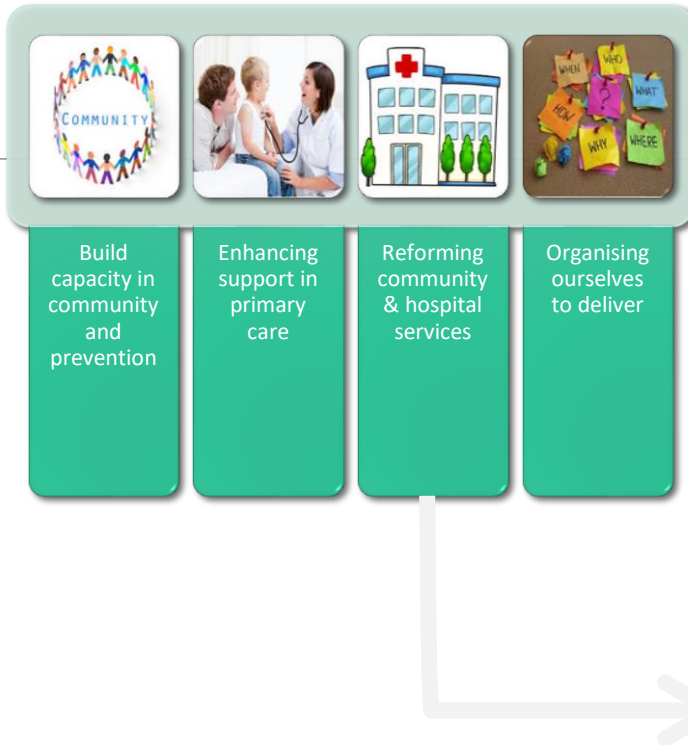 COMMUNITY
WHEN
WHO
WHAT
?
HOW
WHY
WHERE
Build
capacity in
community
and
prevention
Enhancing
support in
primary
care
Reforming
community
& hospital
services
Organising
ourselves
to deliver